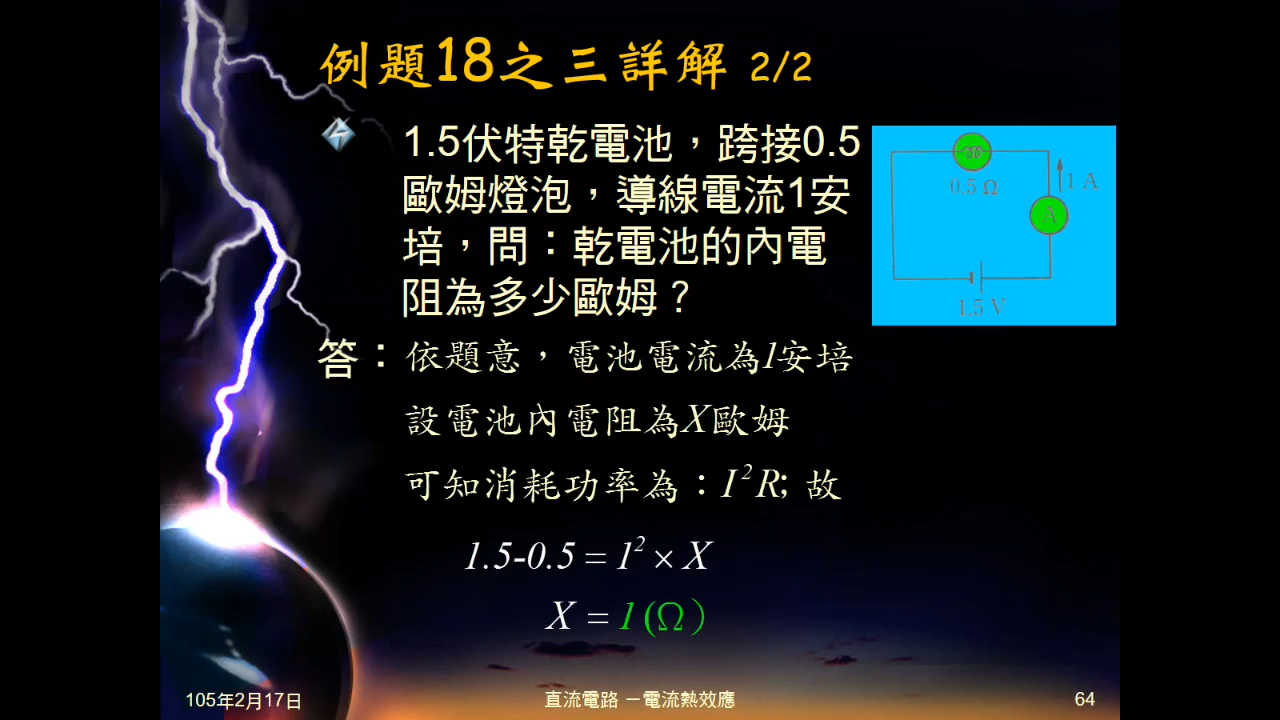 例題18之三詳解 2/2
1.5伏特乾電池，跨接0.5
歐姆燈泡，導線電流1安
培，問：乾電池的內電
阻為多少歐姆？
0.5 Ω
1 A
A
1.5 V
答：依題意，電池電流為1安培
設電池內電阻為X歐姆
可知消耗功率為：I²R; 故
1.5-0.5 = 1² × X
X = 1(Ω)
105年2月17日
直流電路 －電流熱效應
64